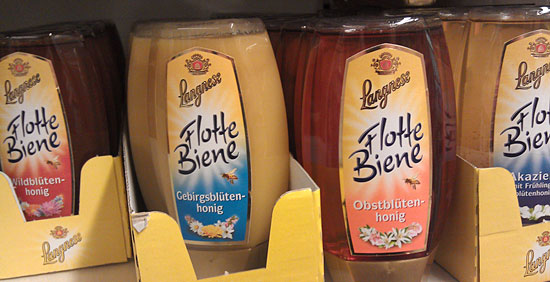 Langnese
Flotte
Biene
Wildblüten-
honig
Langnese
Langnese
Flotte
Biene
Gebirgsblüten-
honig
Langnese
Flotte
Biene
Obstblüten-
honig
Langnese
Flotte
Biene
Akazie
mit Frühling
blütenhonig
Langnese